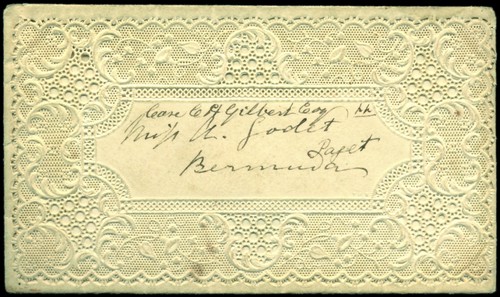 Care C H Gilbert Esq
Miss A. Godet
Paget
Bermuda